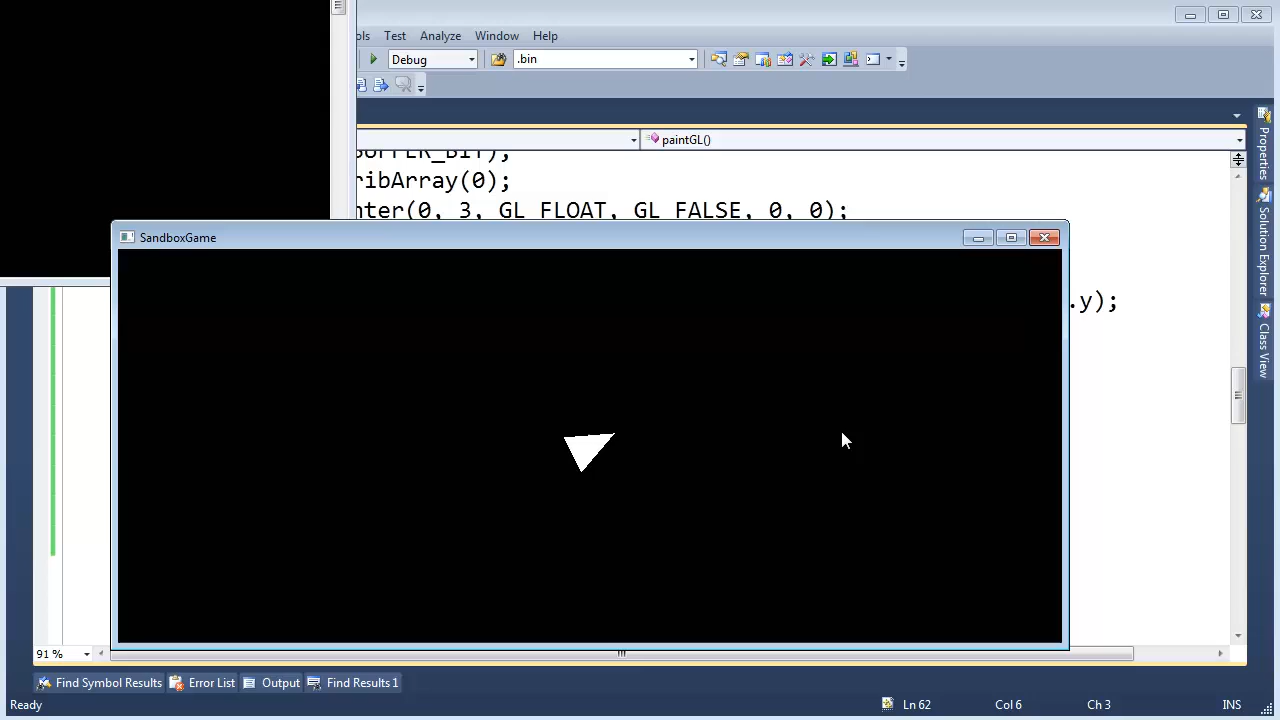 ols Test Analyze Window Help
Debug .bin
paintGL()
BUFFER_BIT);
ribArray(0);
nter(0, 3, GL_FLOAT, GL_FALSE, 0, 0);
SandboxGame
.y);
Properties
Solution Explorer
Class View
91 %
Find Symbol Results Error List Output Find Results 1
Ready Ln 62 Col 6 Ch 3 INS